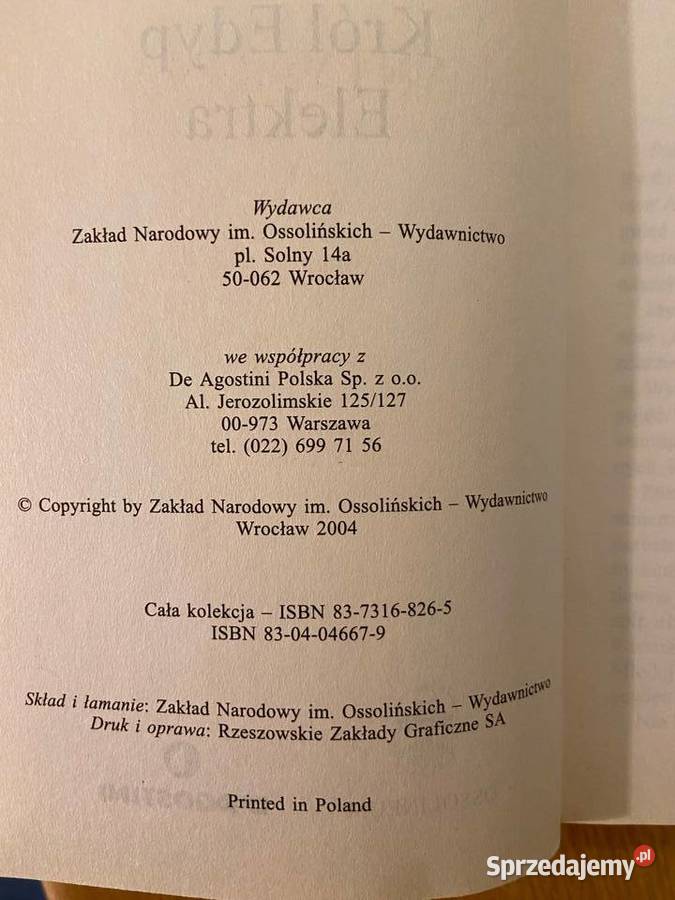 Król Edyp
Elektra
Wydawca
Zakład Narodowy im. Ossolińskich – Wydawnictwo
pl. Solny 14a
50-062 Wrocław
we współpracy z
De Agostini Polska Sp. z o.o.
Al. Jerozolimskie 125/127
00-973 Warszawa
tel. (022) 699 71 56
© Copyright by Zakład Narodowy im. Ossolińskich – Wydawnictwo
Wrocław 2004
Cała kolekcja – ISBN 83-7316-826-5
ISBN 83-04-04667-9
Skład i łamanie: Zakład Narodowy im. Ossolińskich – Wydawnictwo
Druk i oprawa: Rzeszowskie Zakłady Graficzne SA
Printed in Poland
Sprzedajemy.pl